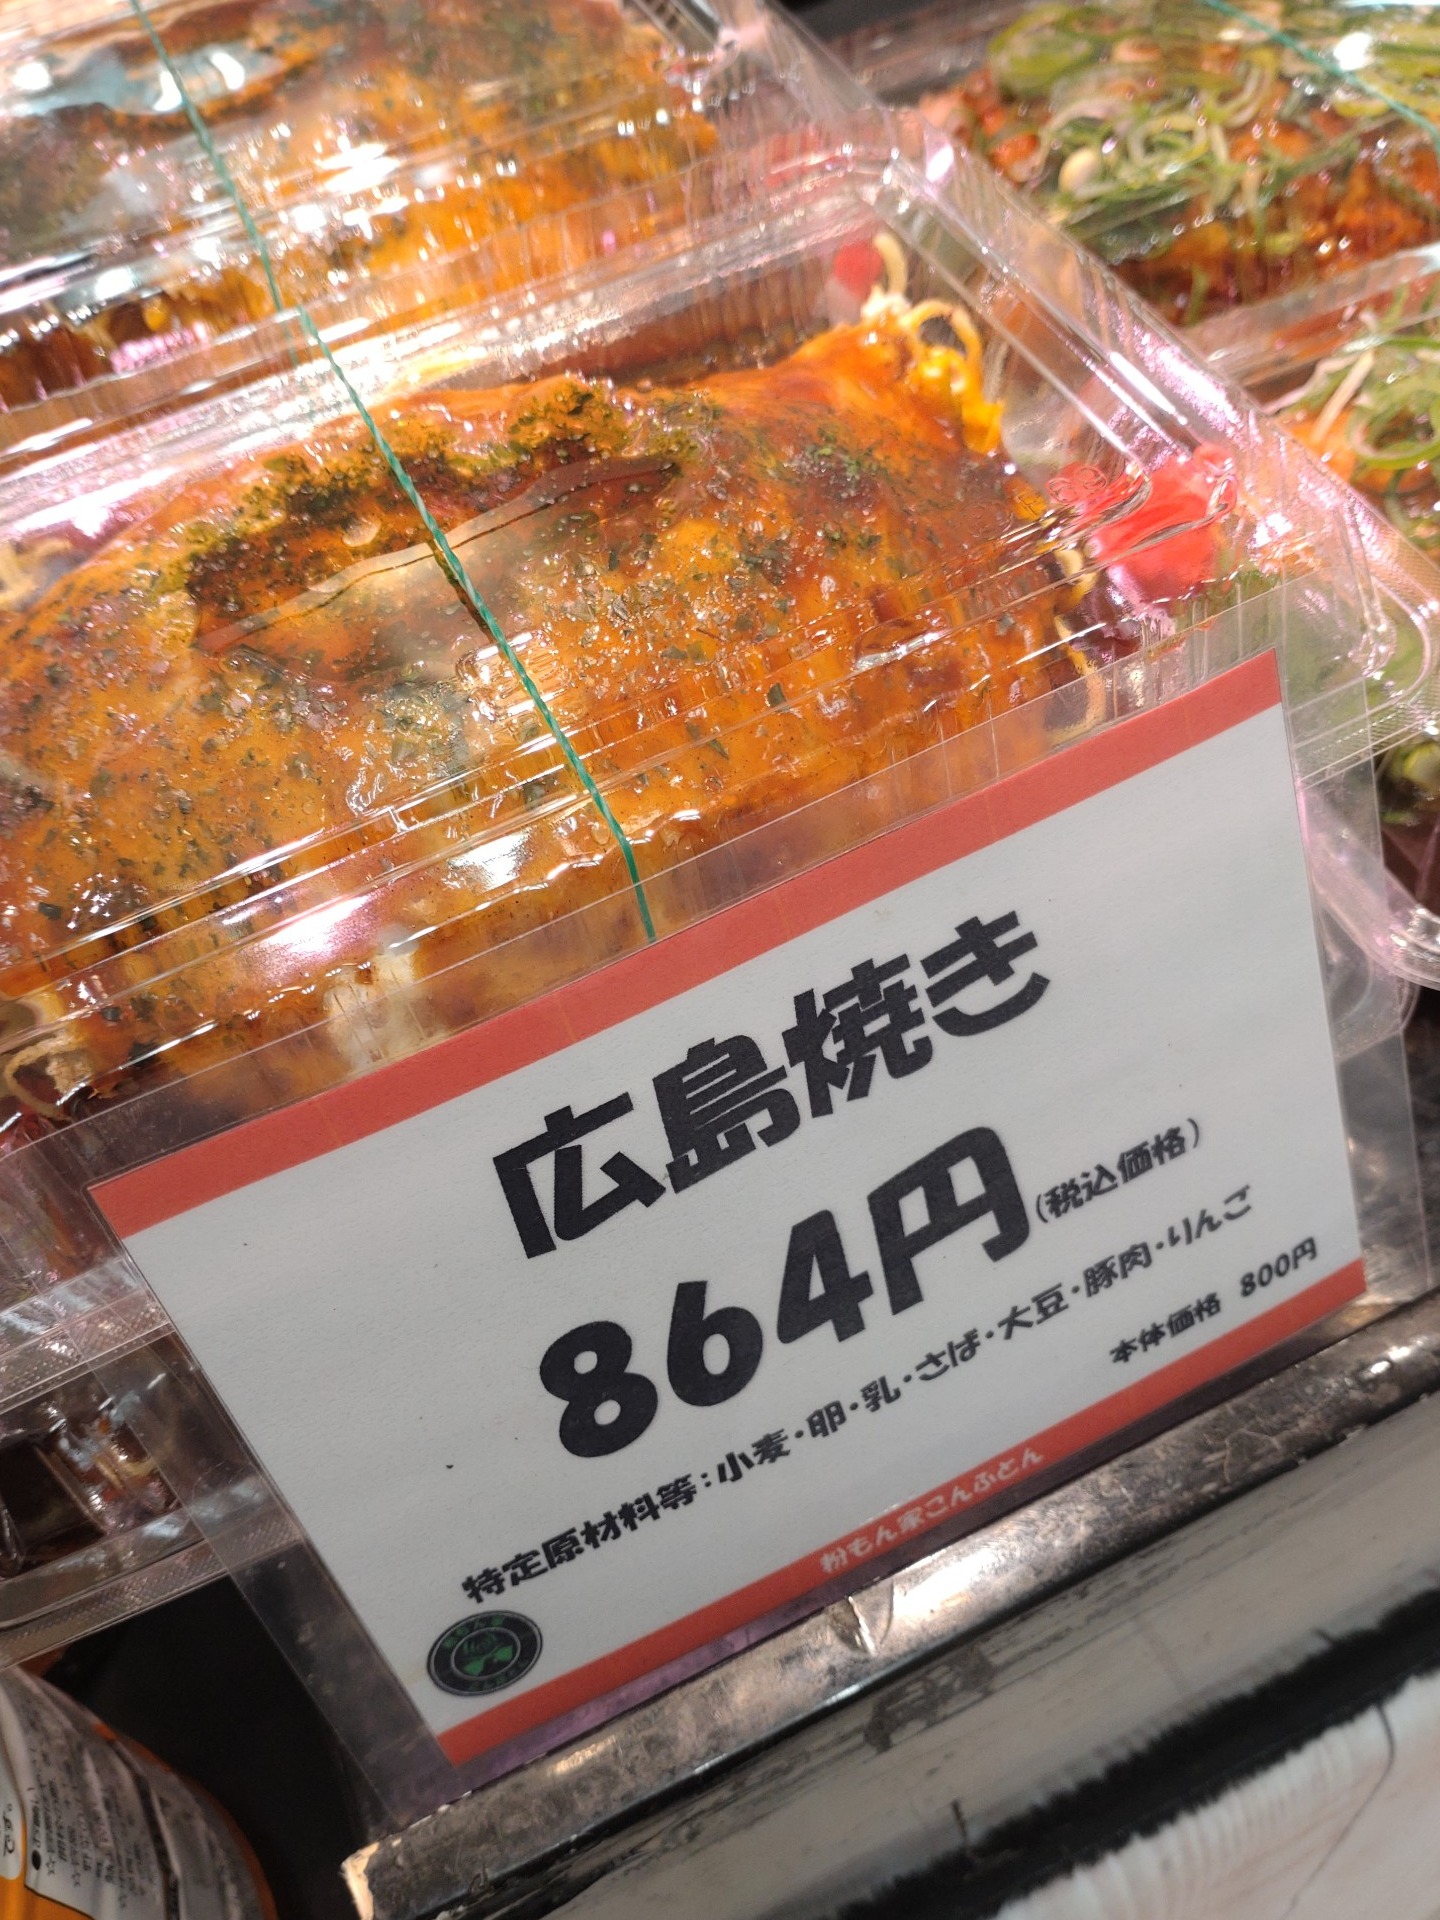 広島焼き
864円(税込価格)
特定原材料等：小麦・卵・乳・さば・大豆・豚肉・りんご
本体価格 800円
粉もん家こんふとん